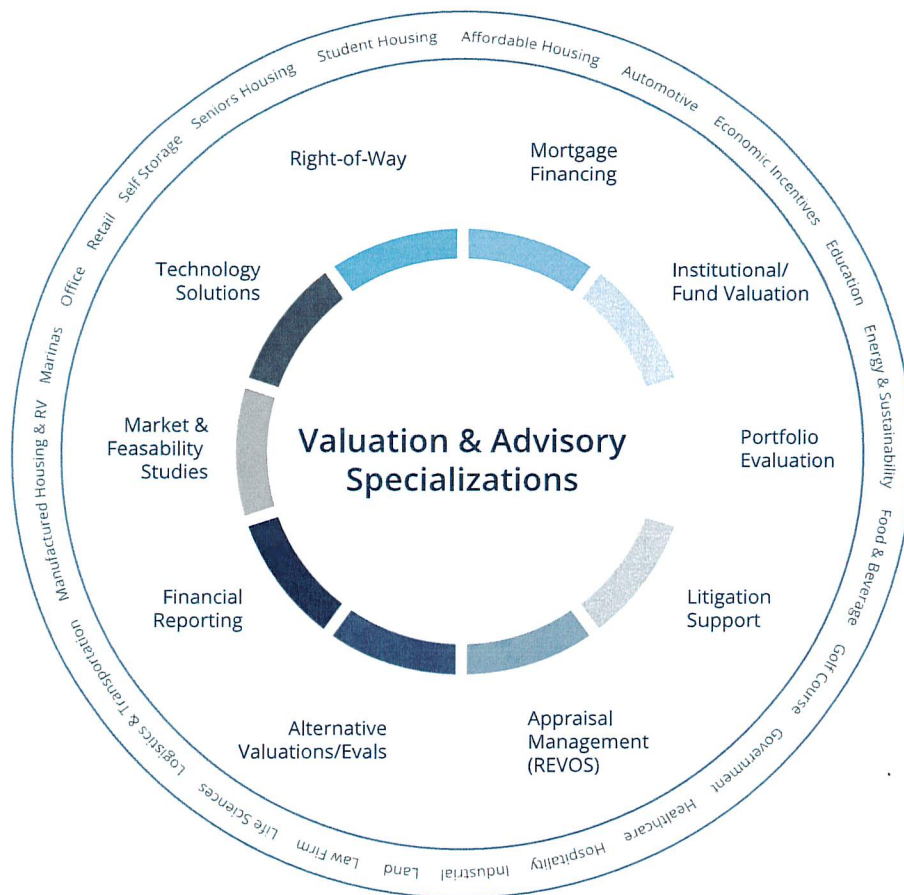 Affordable Housing
Automotive
Economic Incentives
Education
Energy & Sustainability
Food & Beverage
Golf Course
Government
Healthcare
Hospitality
Industrial
Land
Law Firm
Life Sciences
Logistics & Transportation
Manufactured Housing & RV
Marinas
Office
Retail
Self Storage
Seniors Housing
Student Housing
Right-of-Way
Mortgage
Financing
Technology
Solutions
Institutional/
Fund Valuation
Market &
Feasability
Studies
Valuation & Advisory
Specializations
Portfolio
Evaluation
Financial
Reporting
Litigation
Support
Alternative
Valuations/Evals
Appraisal
Management
(REVOS)